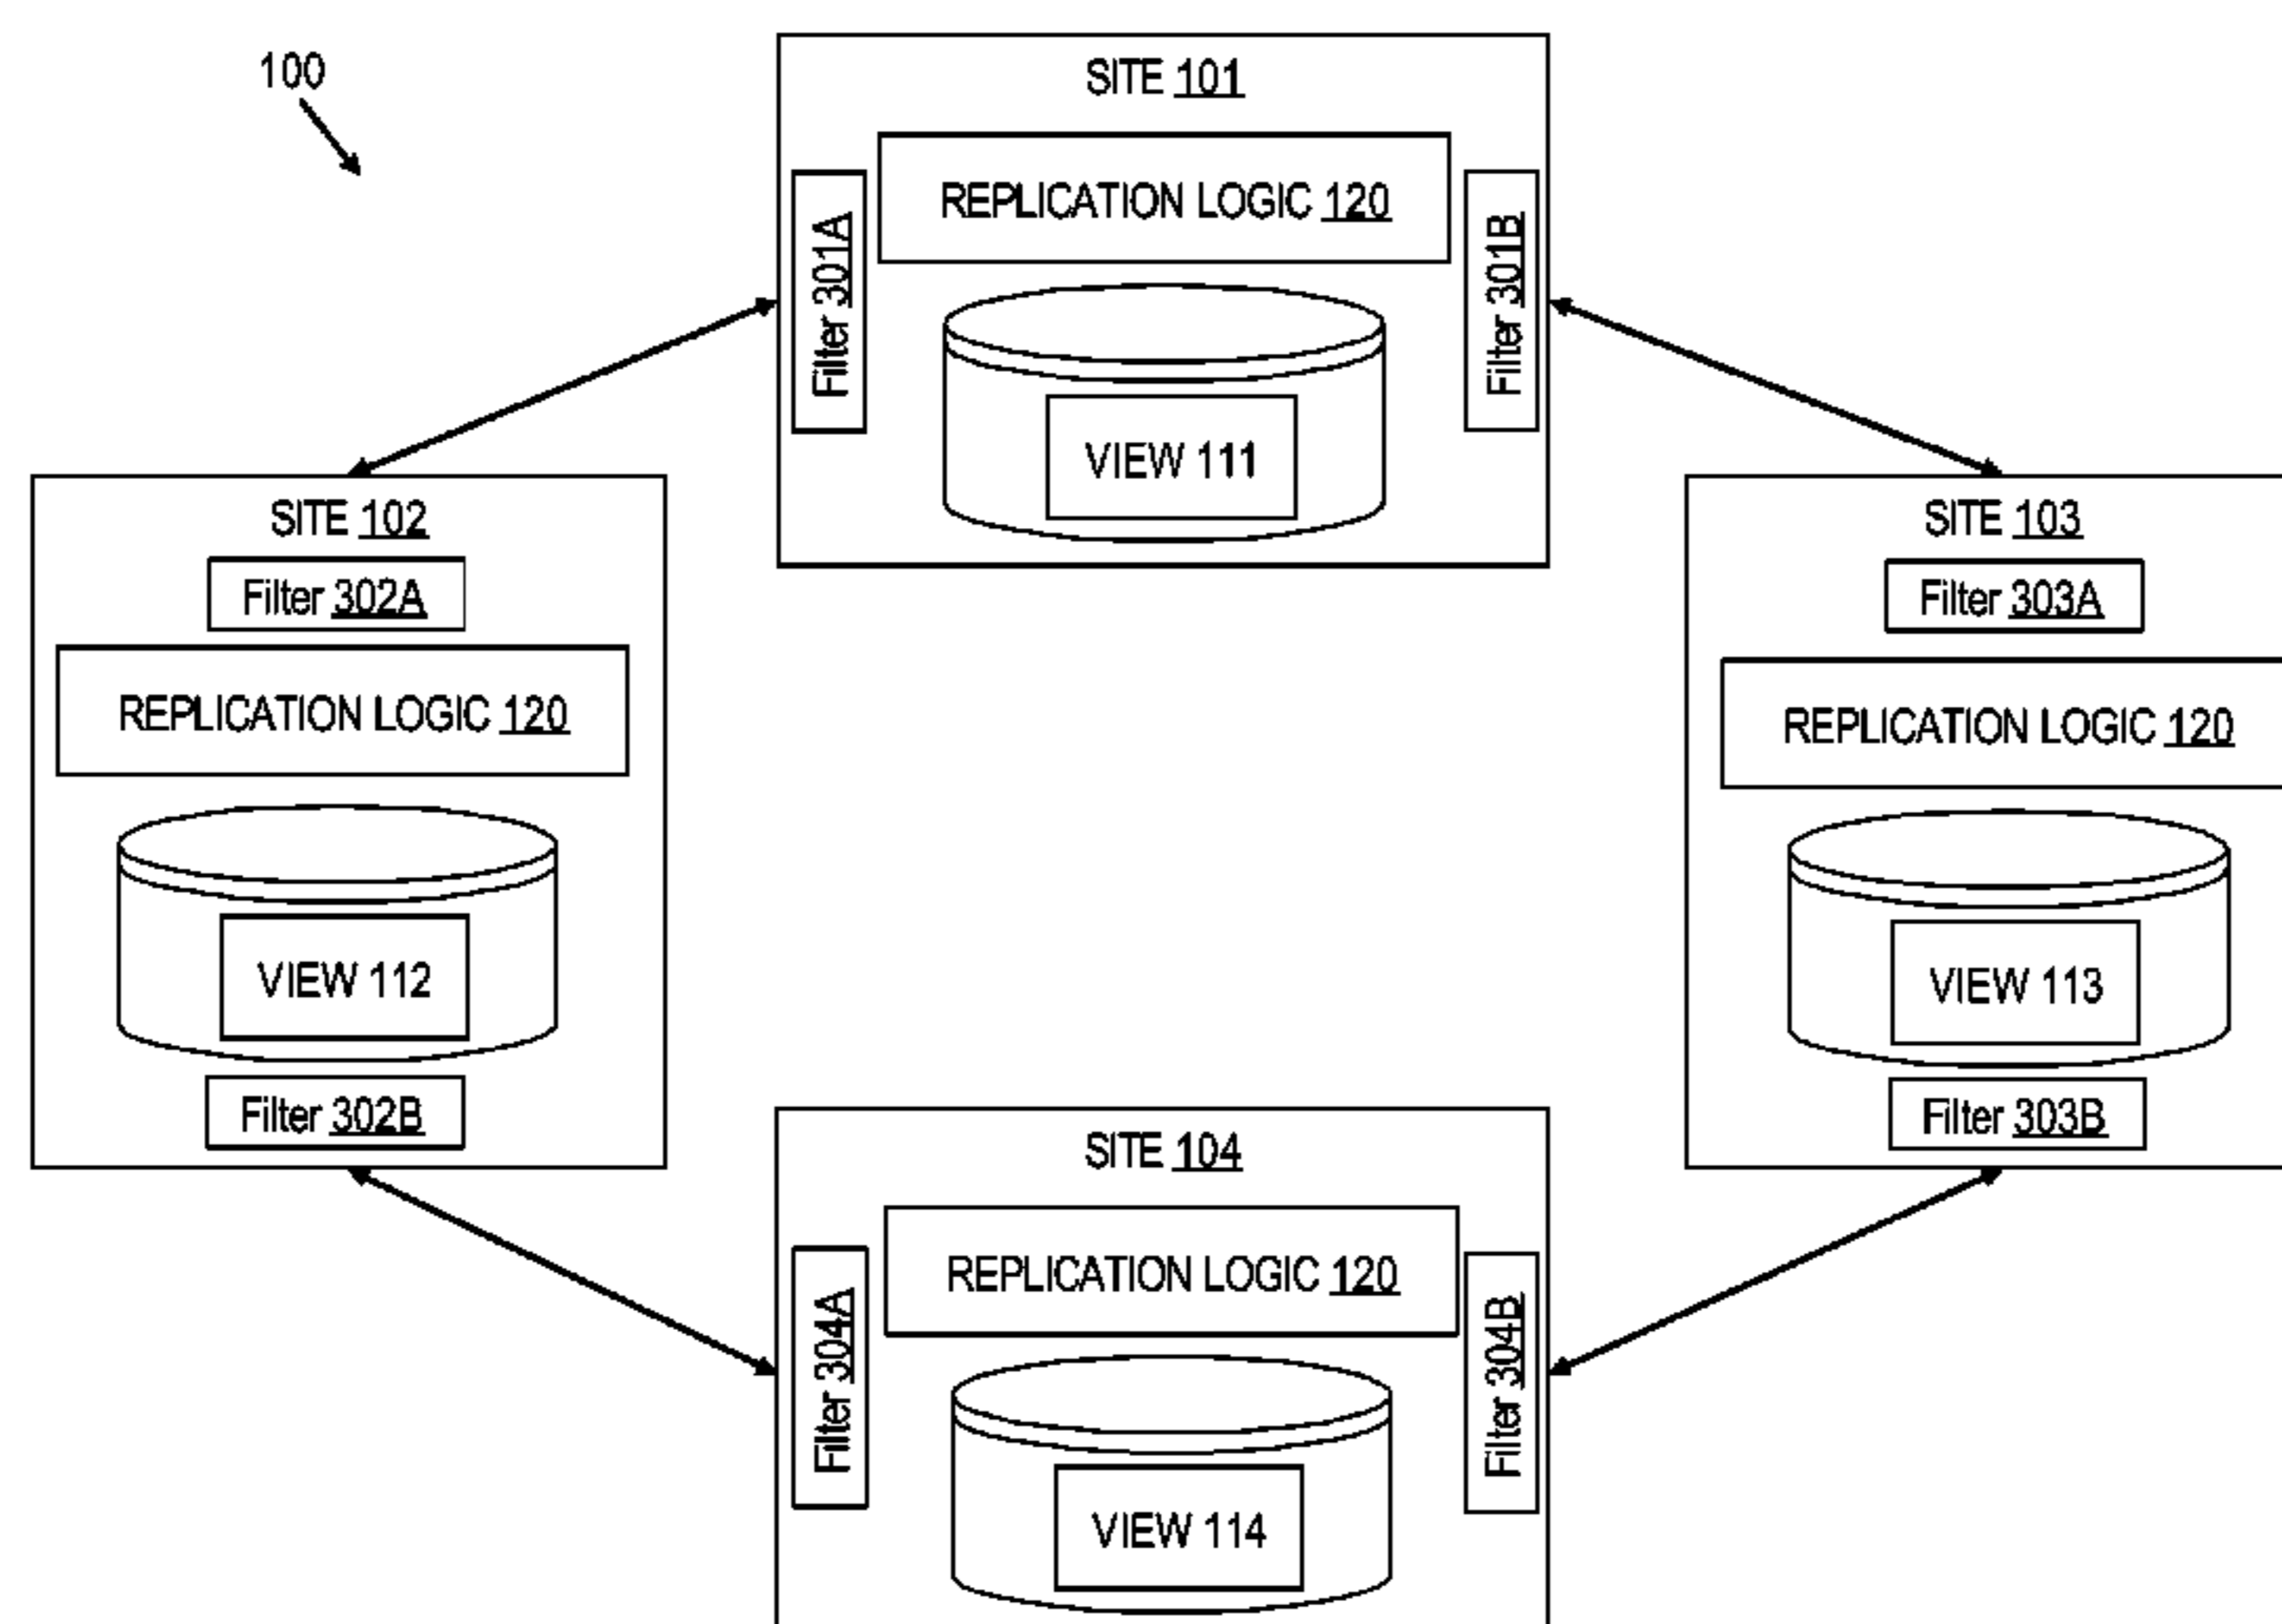 100
SITE 101
REPLICATION LOGIC 120
Filter 301A
Filter 301B
VIEW 111
SITE 102
Filter 302A
REPLICATION LOGIC 120
VIEW 112
Filter 302B
SITE 103
Filter 303A
REPLICATION LOGIC 120
VIEW 113
Filter 303B
SITE 104
REPLICATION LOGIC 120
Filter 304A
Filter 304B
VIEW 114